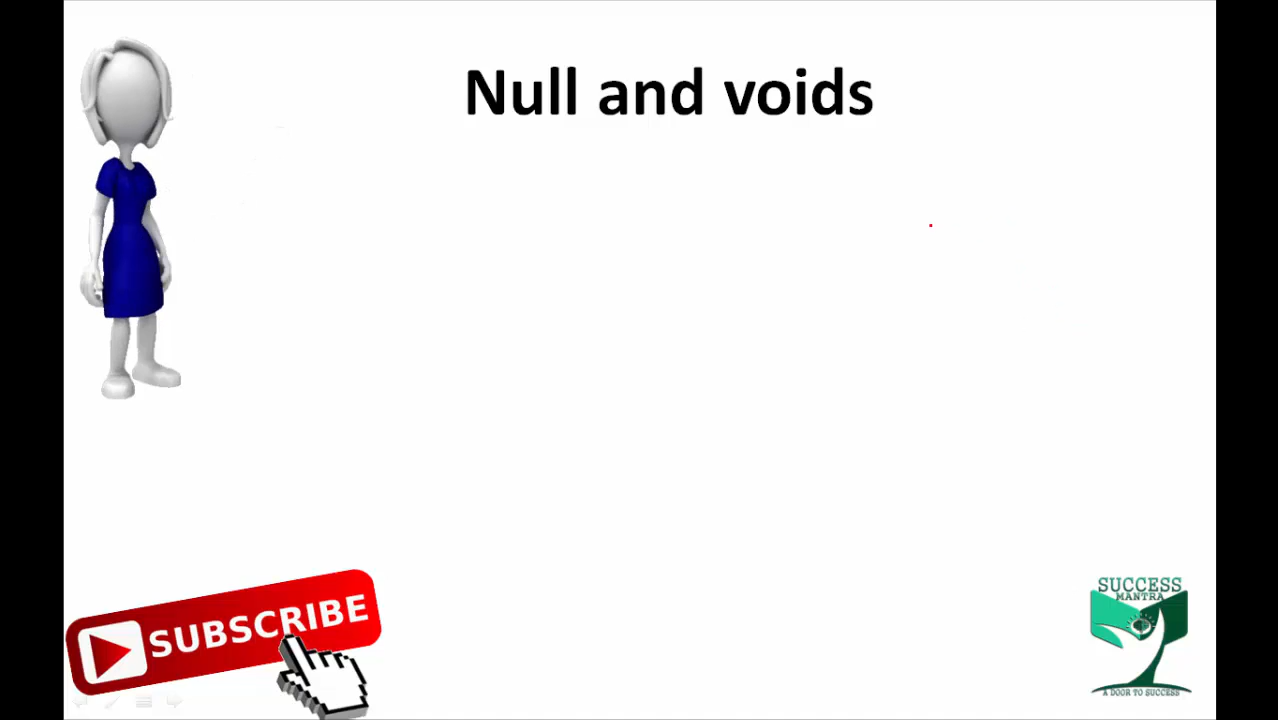 Null and voids
SUBSCRIBE
SUCCESS
MANTRA
A DOOR TO SUCCESS